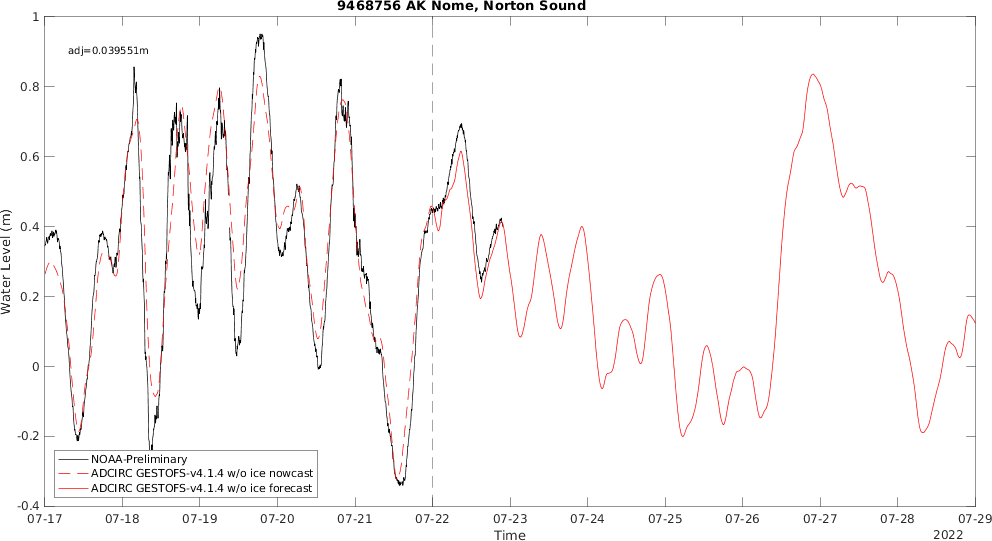 9468756 AK Nome, Norton Sound
adj=0.039551m
Water Level (m)
1
0.8
0.6
0.4
0.2
0
-0.2
-0.4
NOAA-Preliminary
ADCIRC GESTOFS-v4.1.4 w/o ice nowcast
ADCIRC GESTOFS-v4.1.4 w/o ice forecast
07-17 07-18 07-19 07-20 07-21 07-22 07-23 07-24 07-25 07-26 07-27 07-28 07-29
Time
2022